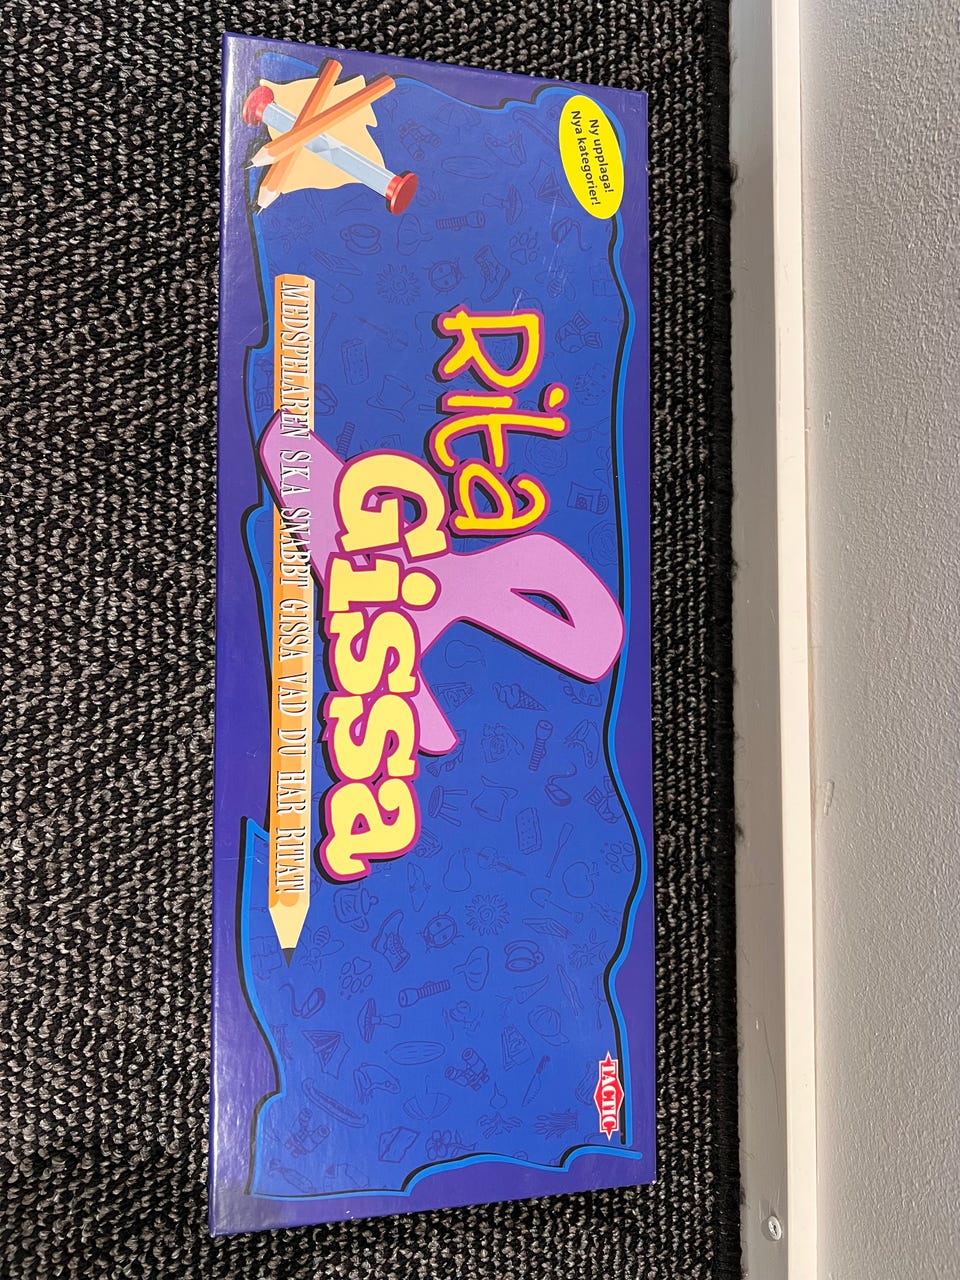 Ny upplaga!
Nya kategorier!
Rita
&
Gissa
MEDSPELAREN SKA SNABBT GISSA VAD DU HAR RITAT!
TACTIC